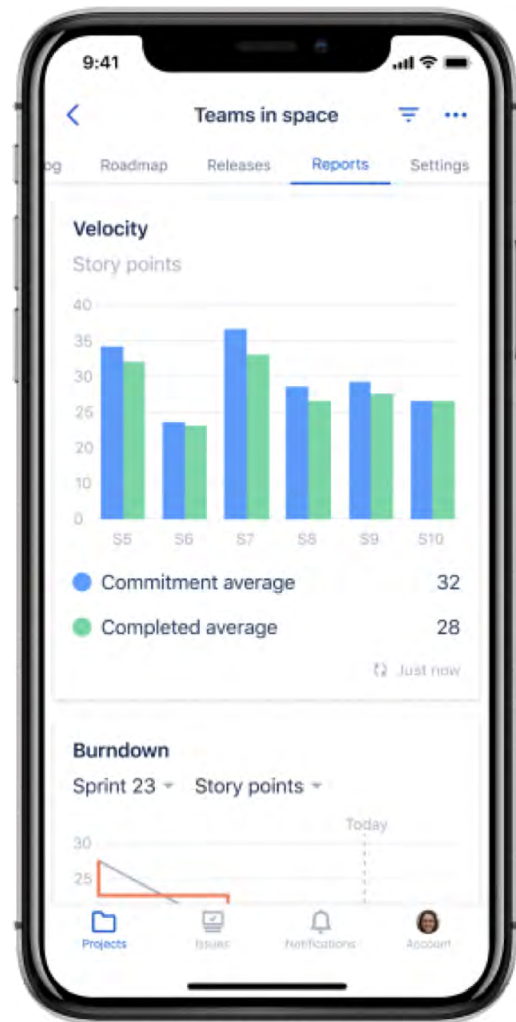 9:41
Teams in space
og Roadmap Releases Reports Settings
Velocity
Story points
40
35
30
25
20
10
0
S5 S6 S7 S8 S9 S10
Commitment average 32
Completed average 28
Just now
Burndown
Sprint 23 Story points
Today
30
25
Projects Issues Notifications Account